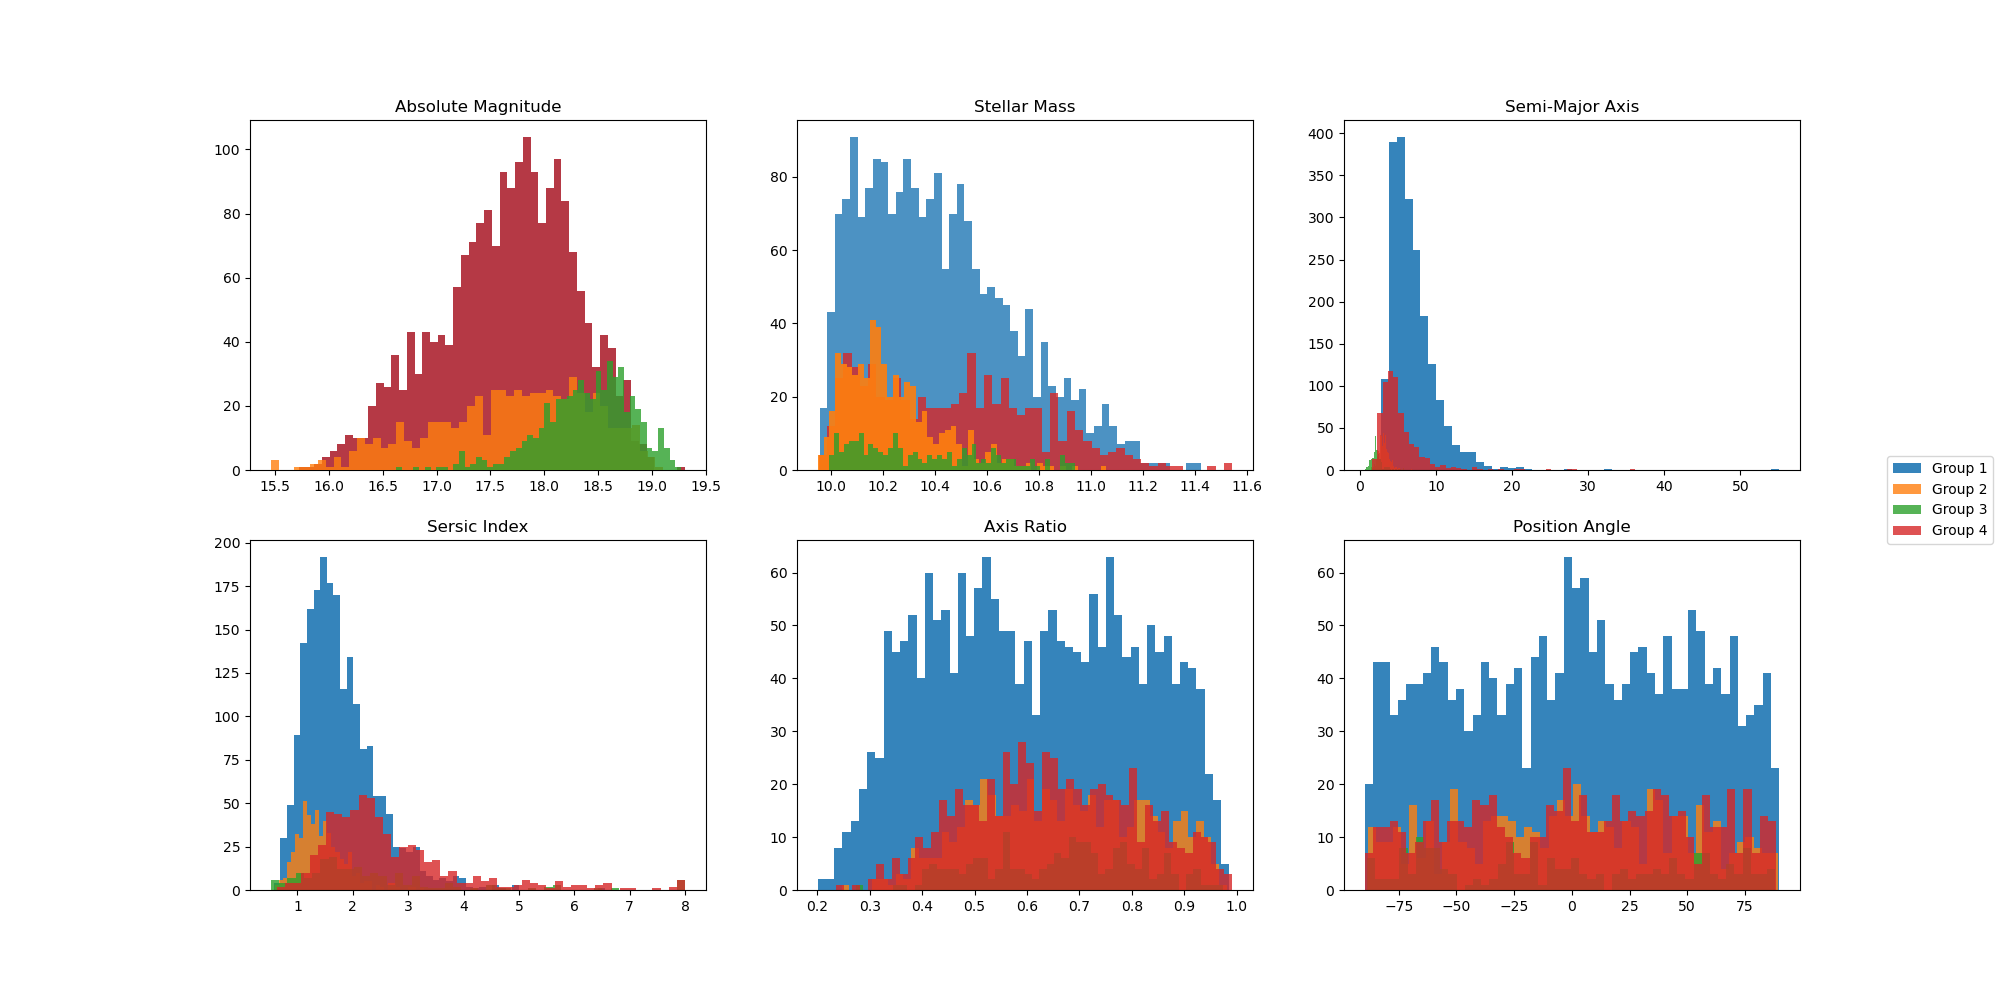 Absolute Magnitude
100
80
60
40
20
0
15.5 16.0 16.5 17.0 17.5 18.0 18.5 19.0 19.5
Stellar Mass
80
60
40
20
0
10.0 10.2 10.4 10.6 10.8 11.0 11.2 11.4 11.6
Semi-Major Axis
400
350
300
250
200
150
100
50
0
0 10 20 30 40 50
Group 1
Group 2
Group 3
Group 4
Sersic Index
200
175
150
125
100
75
50
25
0
1 2 3 4 5 6 7 8
Axis Ratio
60
50
40
30
20
10
0
0.2 0.3 0.4 0.5 0.6 0.7 0.8 0.9 1.0
Position Angle
60
50
40
30
20
10
0
−75 −50 −25 0 25 50 75